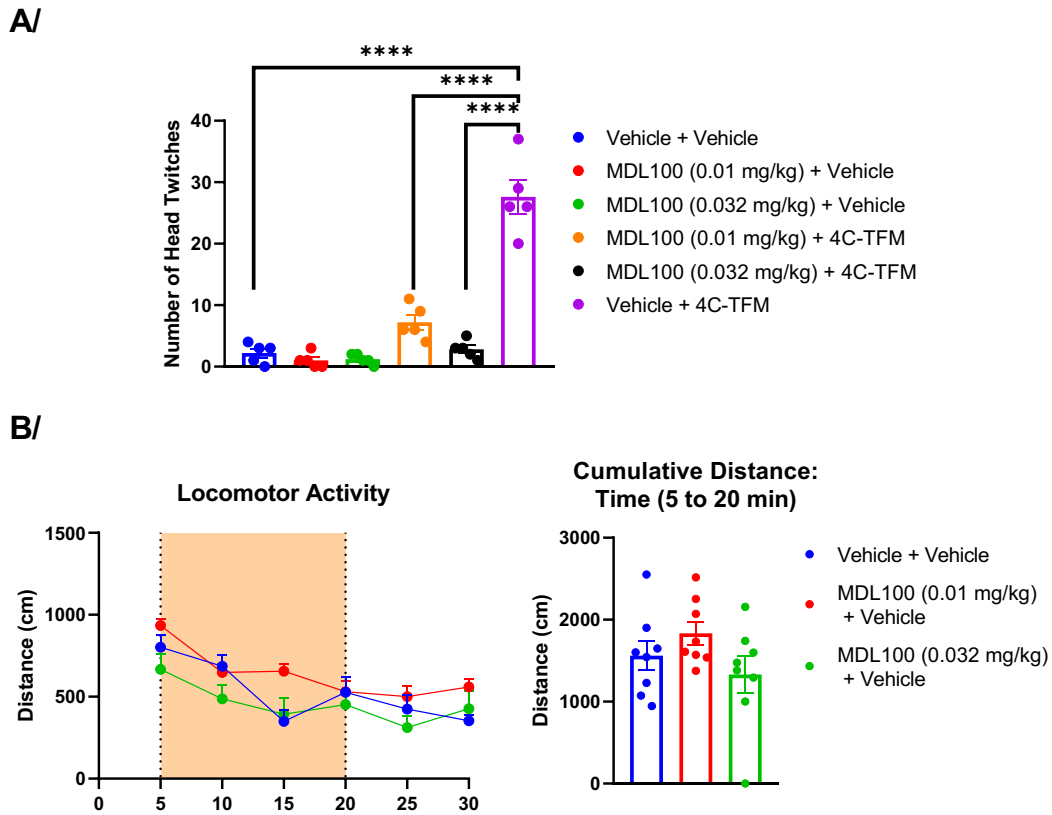 A/
****
****
****
Number of Head Twitches
40
30
20
10
0
Vehicle + Vehicle
MDL100 (0.01 mg/kg) + Vehicle
MDL100 (0.032 mg/kg) + Vehicle
MDL100 (0.01 mg/kg) + 4C-TFM
MDL100 (0.032 mg/kg) + 4C-TFM
Vehicle + 4C-TFM
B/
Locomotor Activity
Distance (cm)
1500
1000
500
0
0 5 10 15 20 25 30
Cumulative Distance:
Time (5 to 20 min)
Distance (cm)
3000
2000
1000
0
Vehicle + Vehicle
MDL100 (0.01 mg/kg)
+ Vehicle
MDL100 (0.032 mg/kg)
+ Vehicle